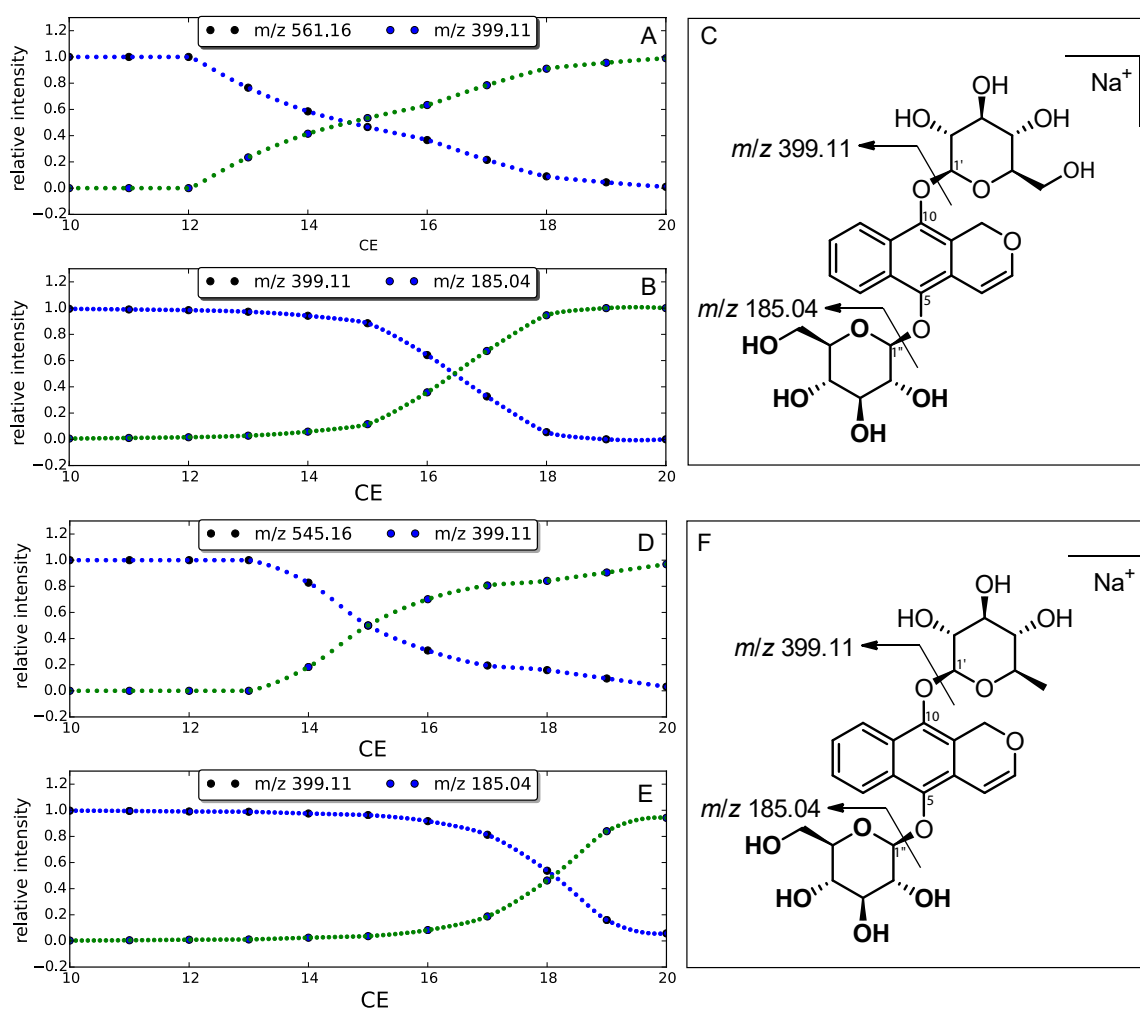 m/z 561.16 m/z 399.11 A
relative intensity
1.2
1.0
0.8
0.6
0.4
0.2
0.0
−0.2
10 12 14 16 18 20
CE
m/z 399.11 m/z 185.04 B
relative intensity
1.2
1.0
0.8
0.6
0.4
0.2
0.0
−0.2
10 12 14 16 18 20
CE
C
Na+
OH
HO OH
m/z 399.11
1' O OH
O
10
O
5
m/z 185.04
O O
HO 1"
HO OH
OH
m/z 545.16 m/z 399.11 D
relative intensity
1.2
1.0
0.8
0.6
0.4
0.2
0.0
−0.2
10 12 14 16 18 20
CE
m/z 399.11 m/z 185.04 E
relative intensity
1.2
1.0
0.8
0.6
0.4
0.2
0.0
−0.2
10 12 14 16 18 20
CE
F
Na+
OH
HO OH
m/z 399.11
1' O
O
10
O
5
m/z 185.04
O O
HO 1"
HO OH
OH